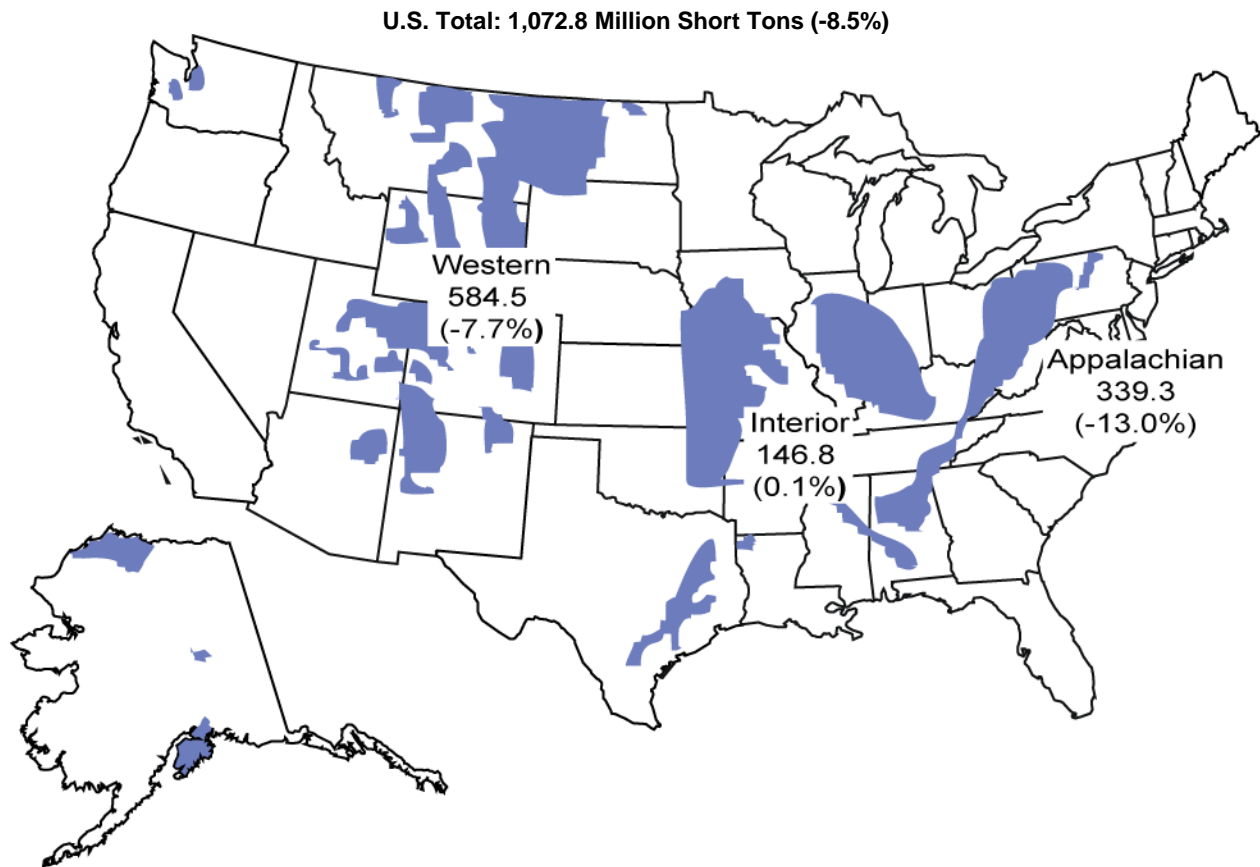 U.S. Total: 1,072.8 Million Short Tons (-8.5%)
Western
584.5
(-7.7%)
Appalachian
339.3
(-13.0%)
Interior
146.8
(0.1%)